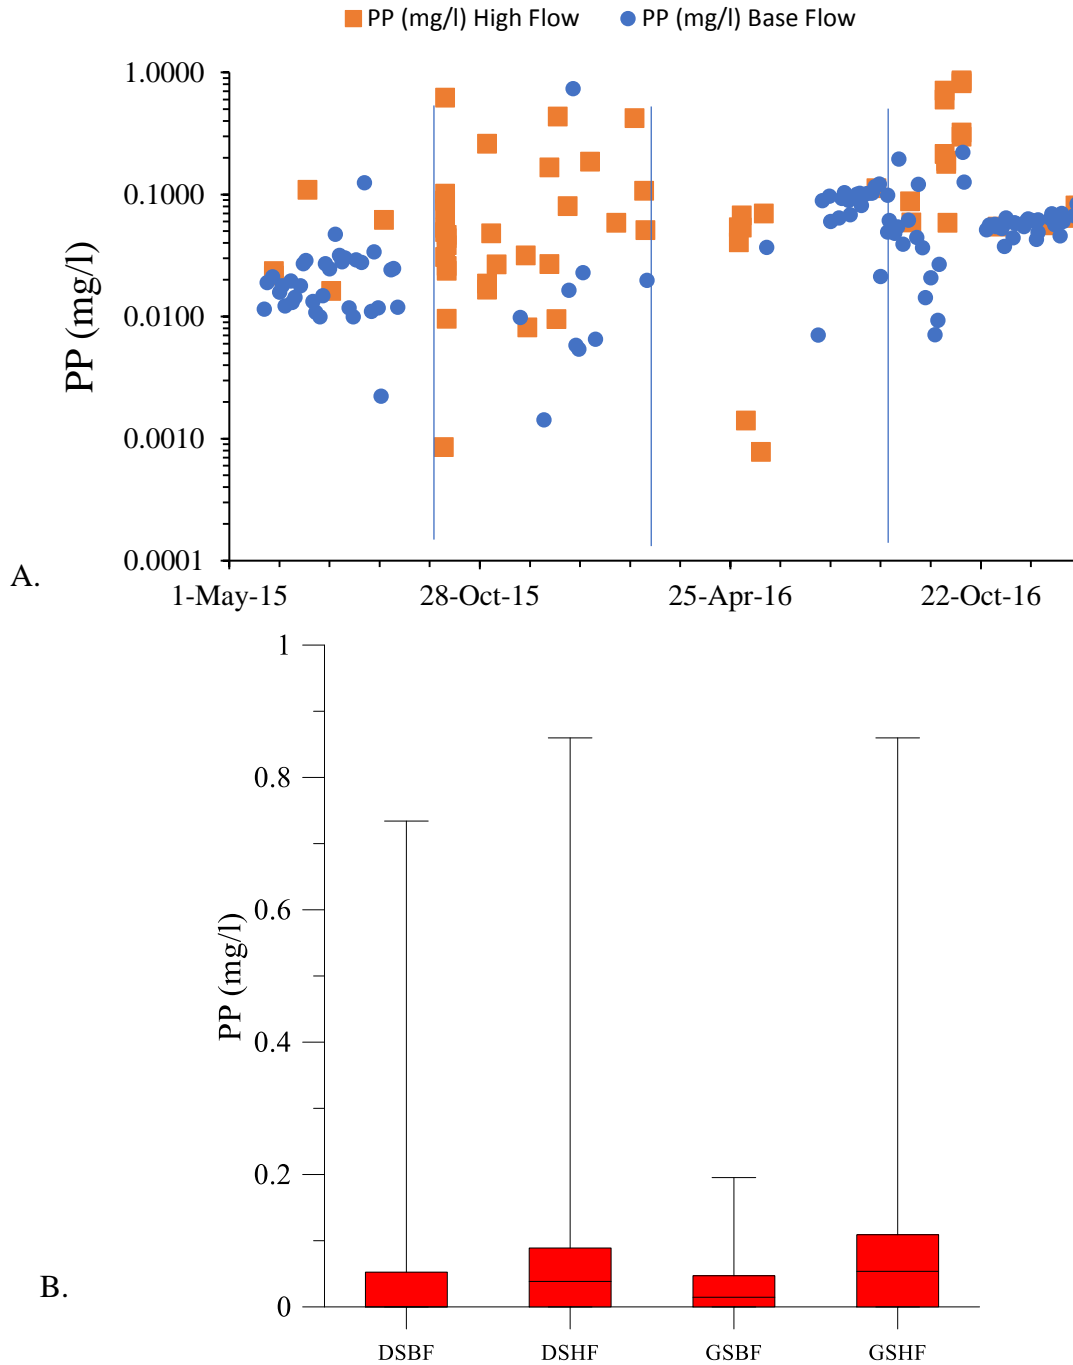 PP (mg/l) High Flow PP (mg/l) Base Flow
1.0000
0.1000
0.0100
0.0010
0.0001
PP (mg/l)
A.
1-May-15 28-Oct-15 25-Apr-16 22-Oct-16
1
0.8
0.6
0.4
0.2
0
PP (mg/l)
B.
DSBF DSHF GSBF GSHF